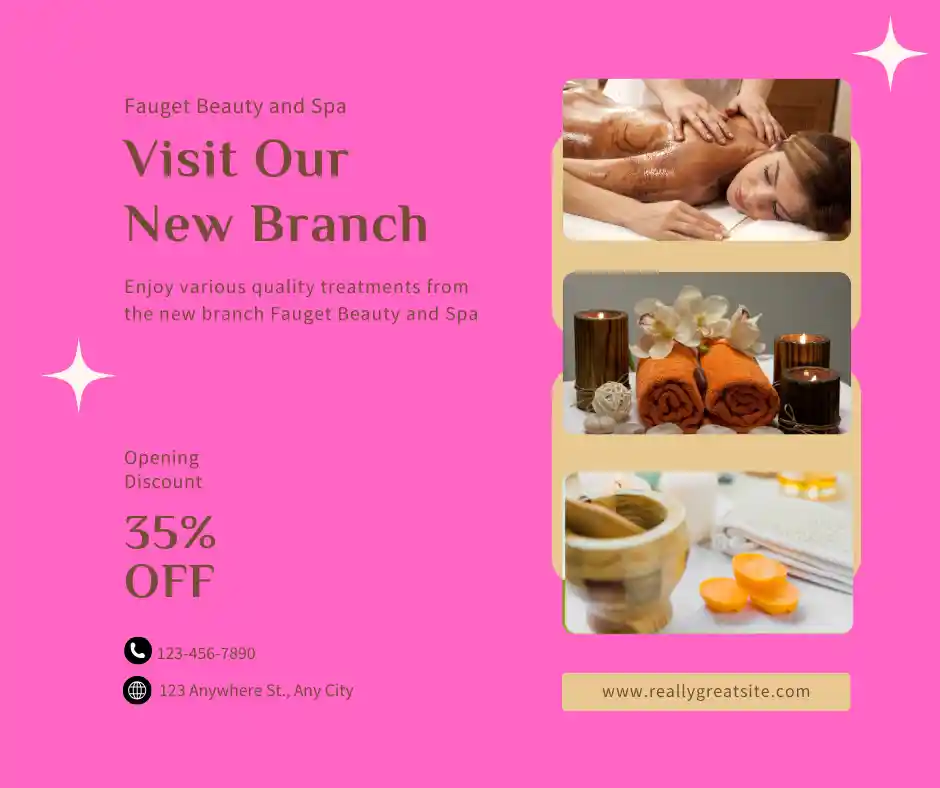 Fauget Beauty and Spa
Visit Our
New Branch
Enjoy various quality treatments from
the new branch Fauget Beauty and Spa
Opening
Discount
35%
OFF
123-456-7890
123 Anywhere St., Any City
www.reallygreatsite.com